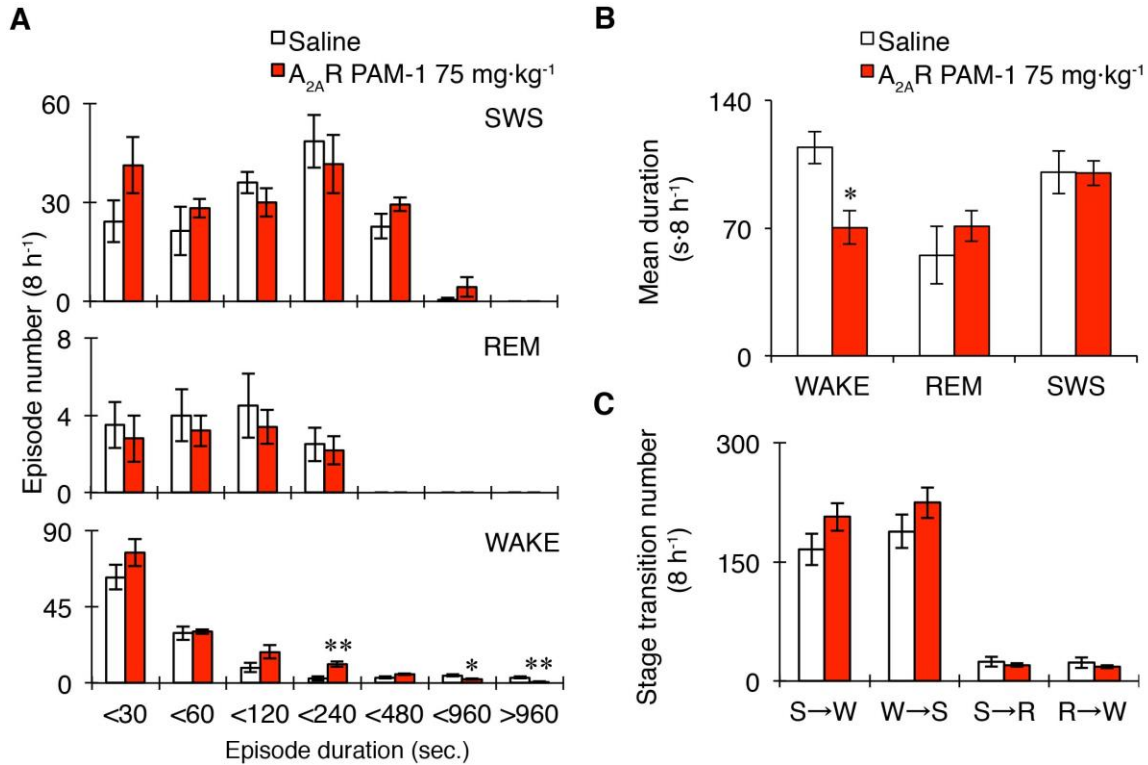 A
Saline
A₂ₐR PAM-1 75 mg·kg⁻¹
SWS
60
30
0
REM
8
4
0
WAKE
90
45
0
**
*
**
<30 <60 <120 <240 <480 <960 >960
Episode duration (sec.)
Episode number (8 h⁻¹)
B
Saline
A₂ₐR PAM-1 75 mg·kg⁻¹
140
70
0
*
Mean duration
(s·8 h⁻¹)
WAKE REM SWS
C
300
150
0
Stage transition number
(8 h⁻¹)
S→W W→S S→R R→W